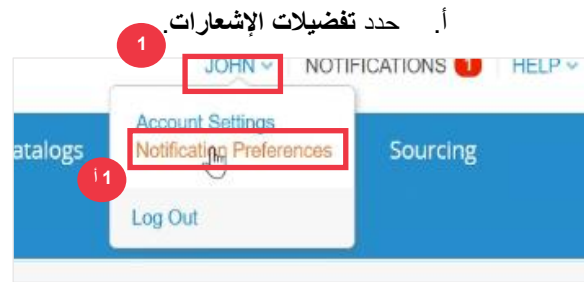 أ. حدد تفضيلات الإشعارات.
1
JOHN NOTIFICATIONS 1 HELP
Account Settings
atalogs Notification Preferences Sourcing
1 أ
Log Out